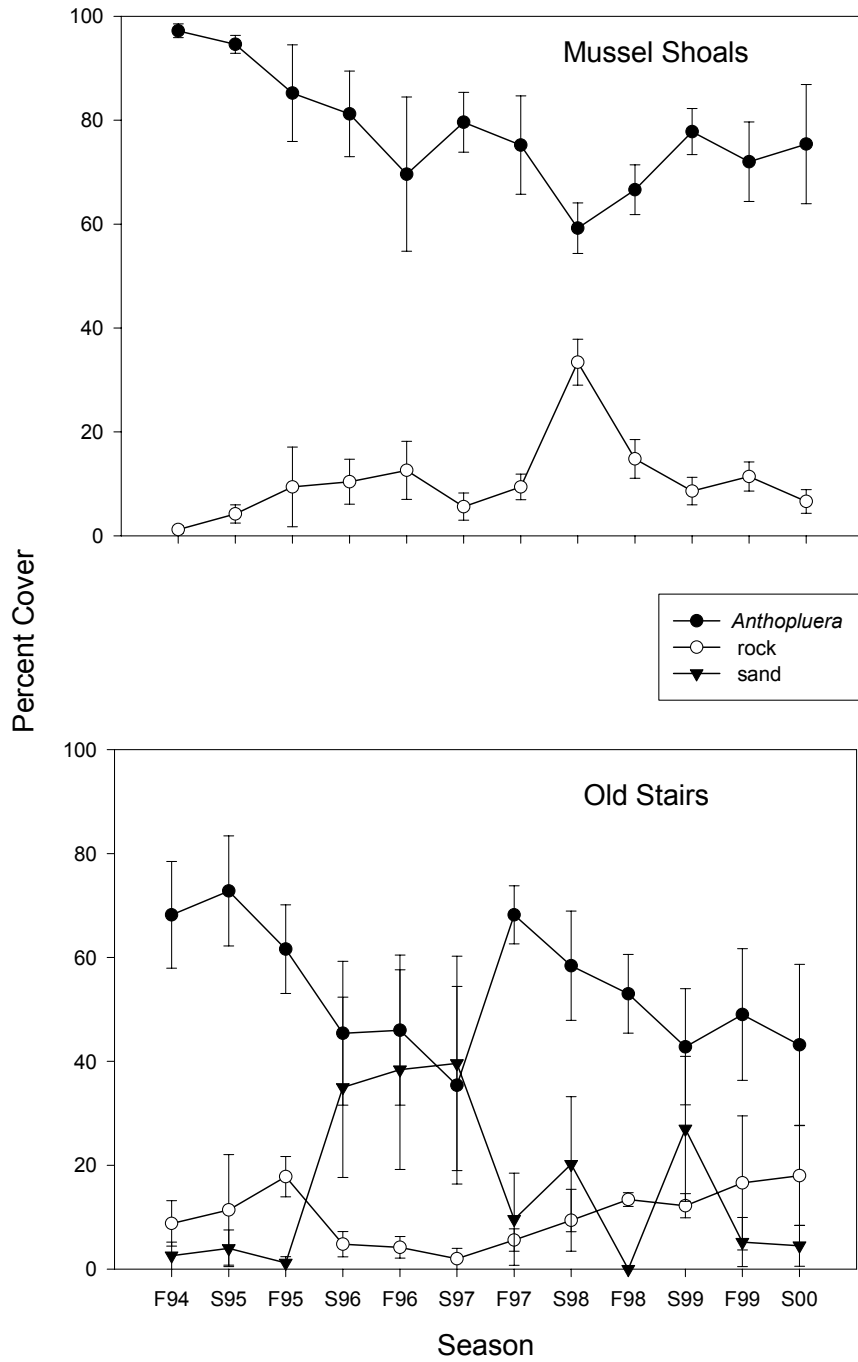 100
Mussel Shoals
80
60
40
20
0
Percent Cover
Anthopluera
rock
sand
100
Old Stairs
80
60
40
20
0
F94 S95 F95 S96 F96 S97 F97 S98 F98 S99 F99 S00
Season